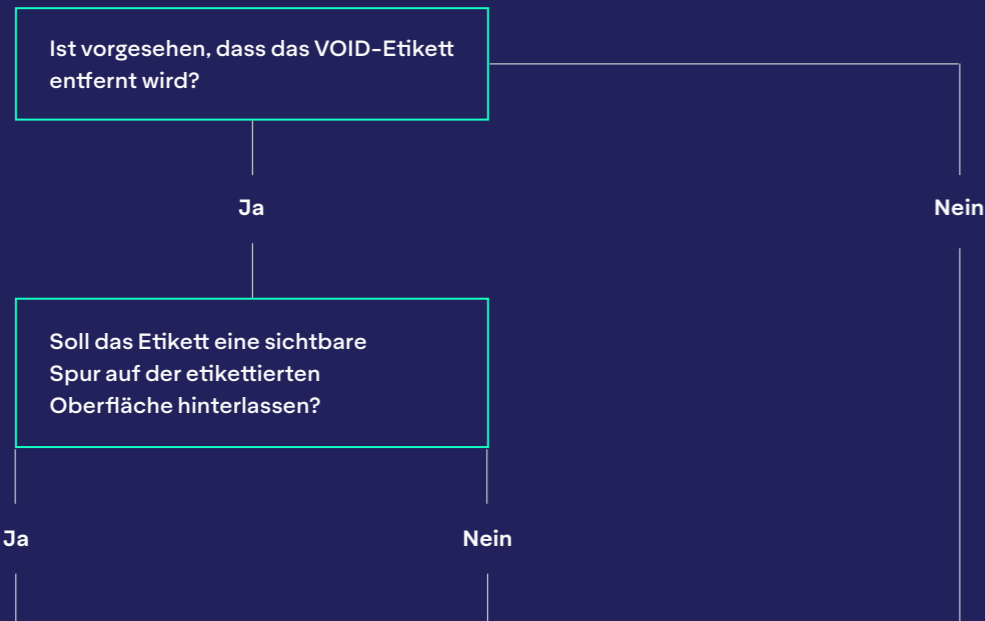 Ist vorgesehen, dass das VOID-Etikett
entfernt wird?
Ja
Nein
Soll das Etikett eine sichtbare
Spur auf der etikettierten
Oberfläche hinterlassen?
Ja
Nein